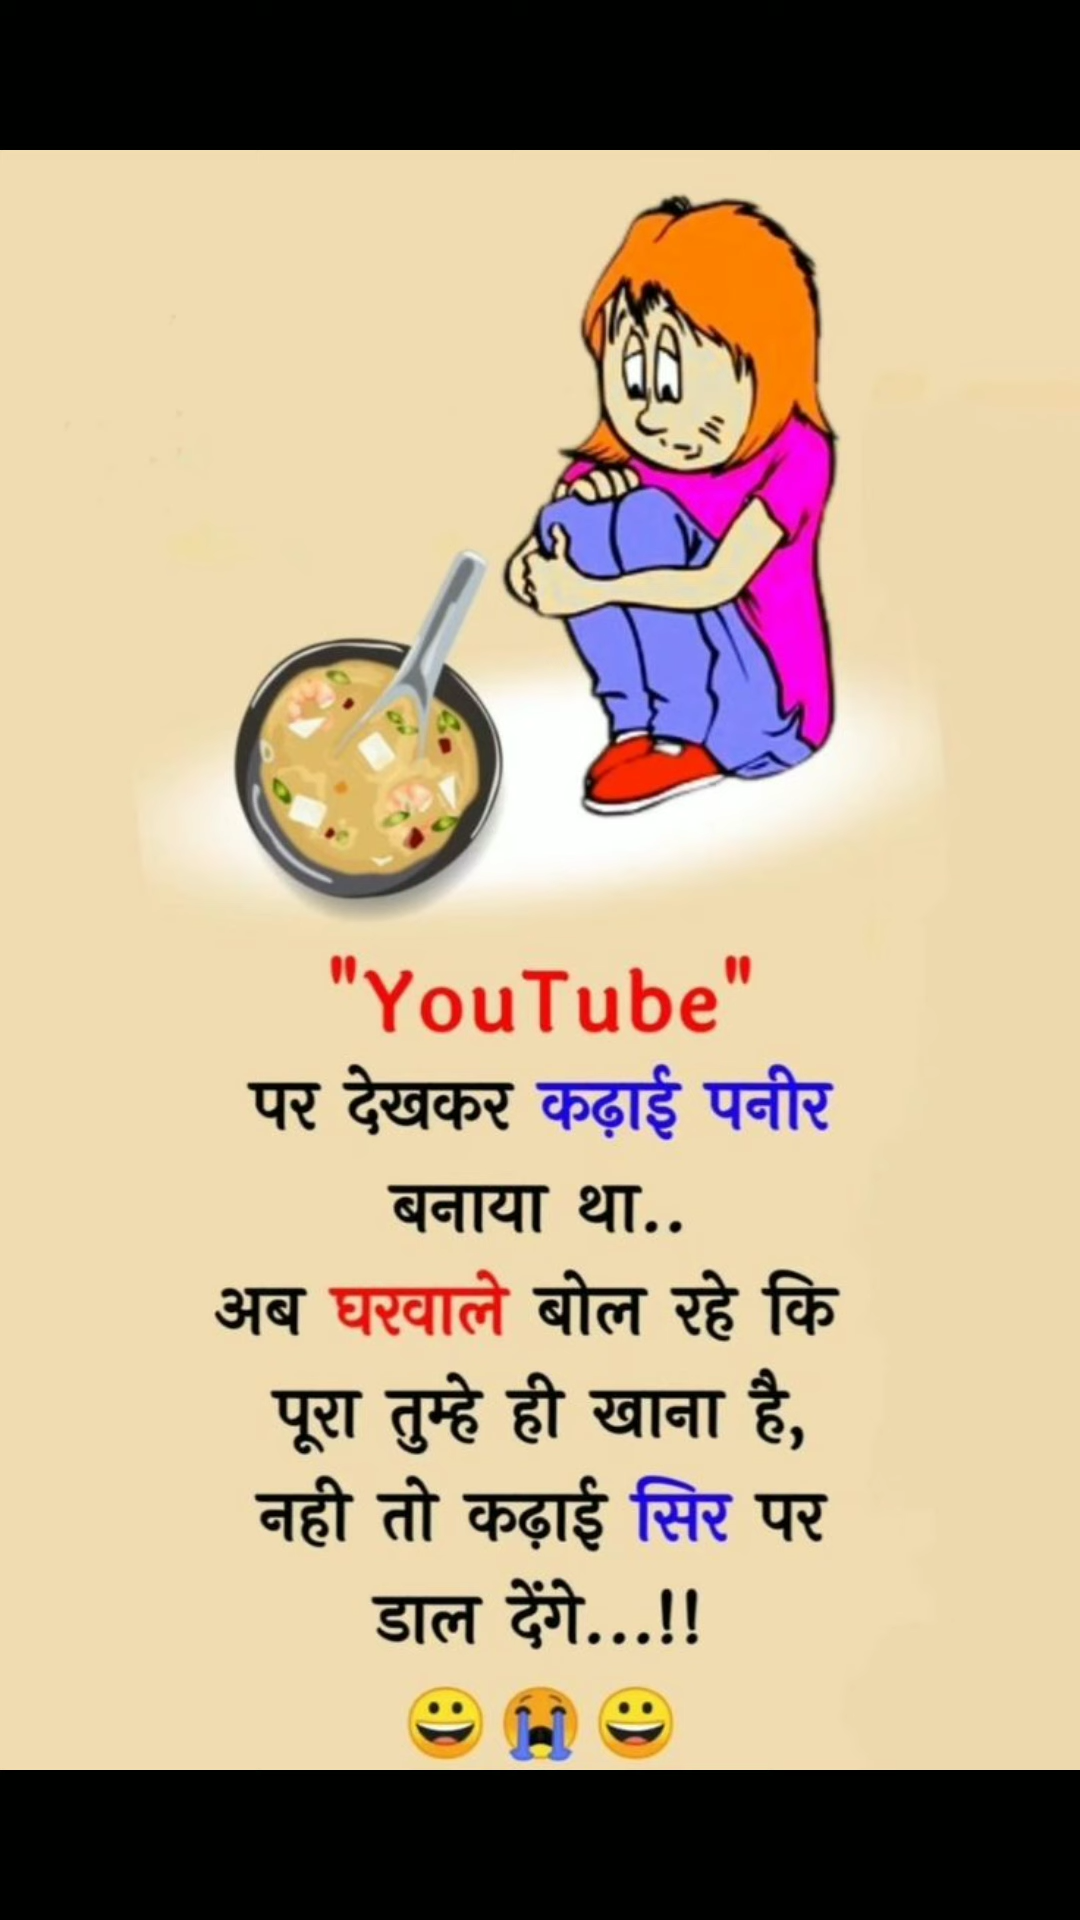 "YouTube"
पर देखकर कढ़ाई पनीर
बनाया था..
अब घरवाले बोल रहे कि
पूरा तुम्हे ही खाना है,
नही तो कढ़ाई सिर पर
डाल देंगे...!!
😀😭😀